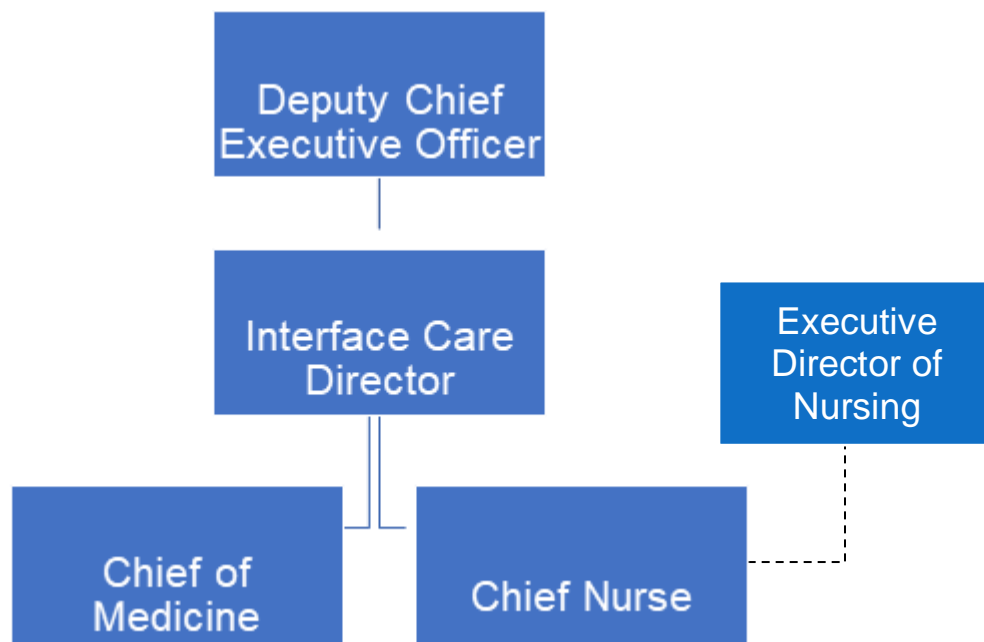 Deputy Chief
Executive Officer
Interface Care
Director
Executive
Director of
Nursing
Chief of
Medicine
Chief Nurse